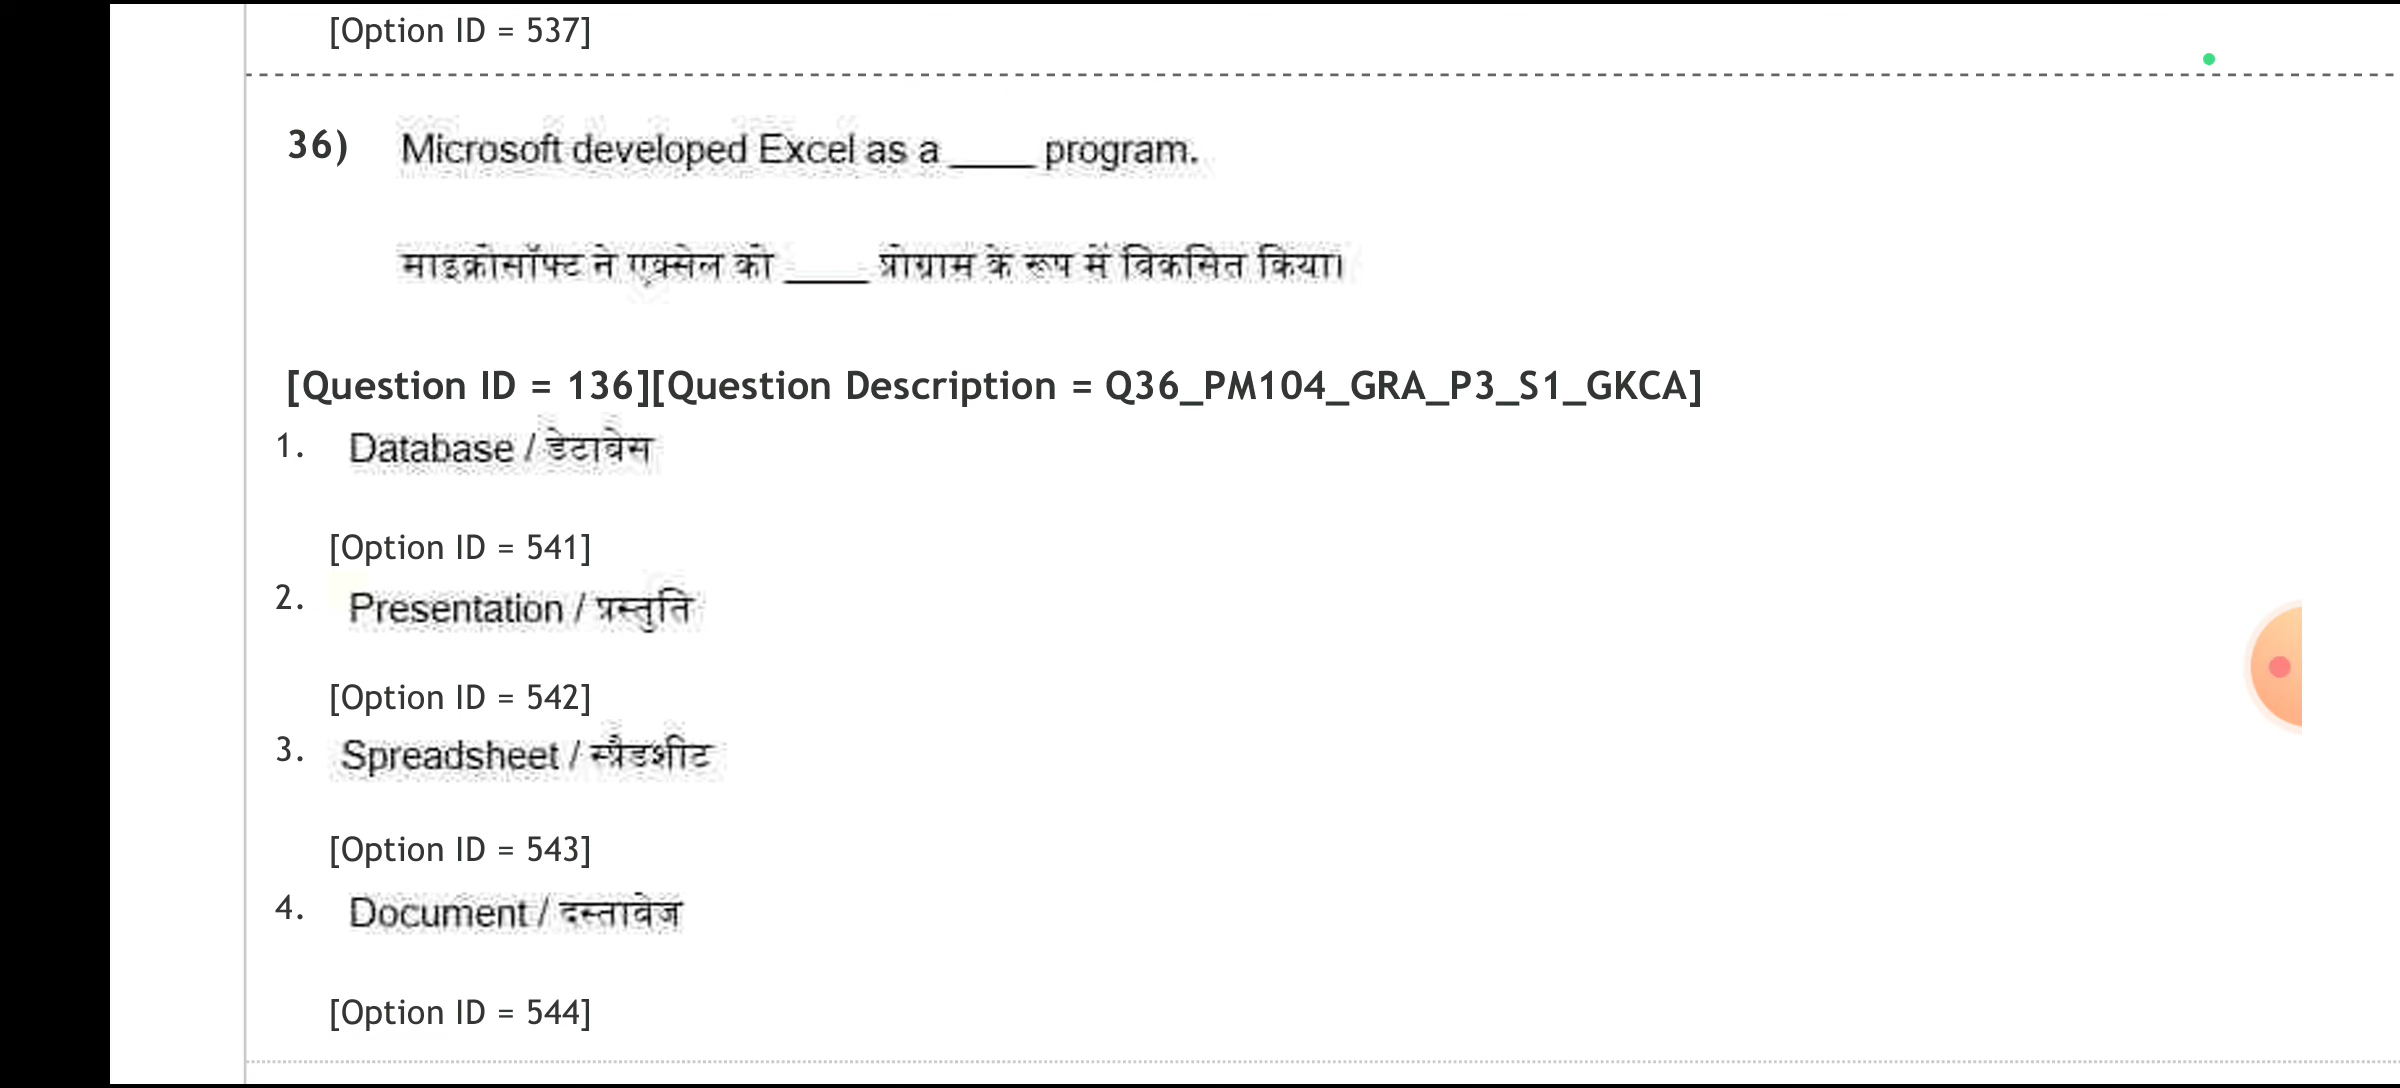 [Option ID = 537]
36) Microsoft developed Excel as a ____ program.
माइक्रोसॉफ्ट ने एक्सेल को ____ प्रोग्राम के रूप में विकसित किया।
[Question ID = 136][Question Description = Q36_PM104_GRA_P3_S1_GKCA]
1. Database / डेटाबेस
[Option ID = 541]
2. Presentation / प्रस्तुति
[Option ID = 542]
3. Spreadsheet / स्प्रैडशीट
[Option ID = 543]
4. Document / दस्तावेज
[Option ID = 544]